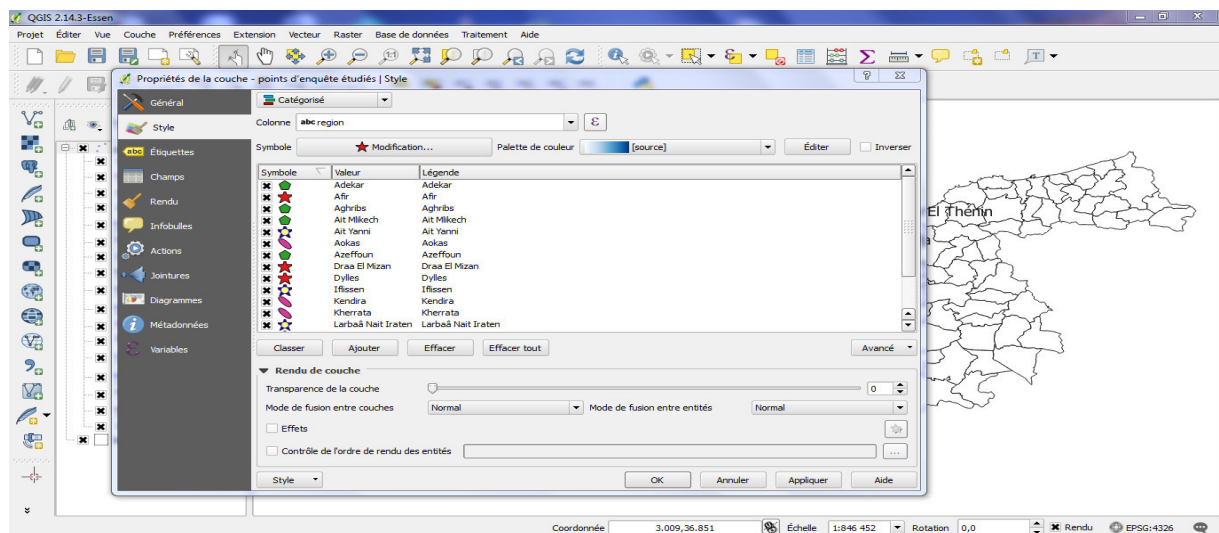 QGIS 2.14.3-Essen
Projet Éditer Vue Couche Préférences Extension Vecteur Raster Base de données Traitement Aide
Propriétés de la couche - points d'enquête étudiés | Style
Général
Style
Étiquettes
Champs
Rendu
Infobulles
Actions
Jointures
Diagrammes
Métadonnées
Variables
Catégorisé
Colonne abc region ε
Symbole Modification... Palette de couleur [source] Éditer Inverser
Symbole Valeur Légende
Adekar Adekar
Afir Afir
Aghribs Aghribs
Ait Mlikech Ait Mlikech
Ait Yanni Ait Yanni
Aokas Aokas
Azeffoun Azeffoun
Draa El Mizan Draa El Mizan
Dylles Dylles
Iflissen Iflissen
Kendira Kendira
Kherrata Kherrata
Larbaâ Nait Iraten Larbaâ Nait Iraten
Classer Ajouter Effacer Effacer tout Avancé
Rendu de couche
Transparence de la couche 0
Mode de fusion entre couches Normal Mode de fusion entre entités Normal
Effets
Contrôle de l'ordre de rendu des entités ...
Style OK Annuler Appliquer Aide
El Thénin
Coordonnée 3.009,36.851 Échelle 1:846 452 Rotation 0,0 Rendu EPSG:4326